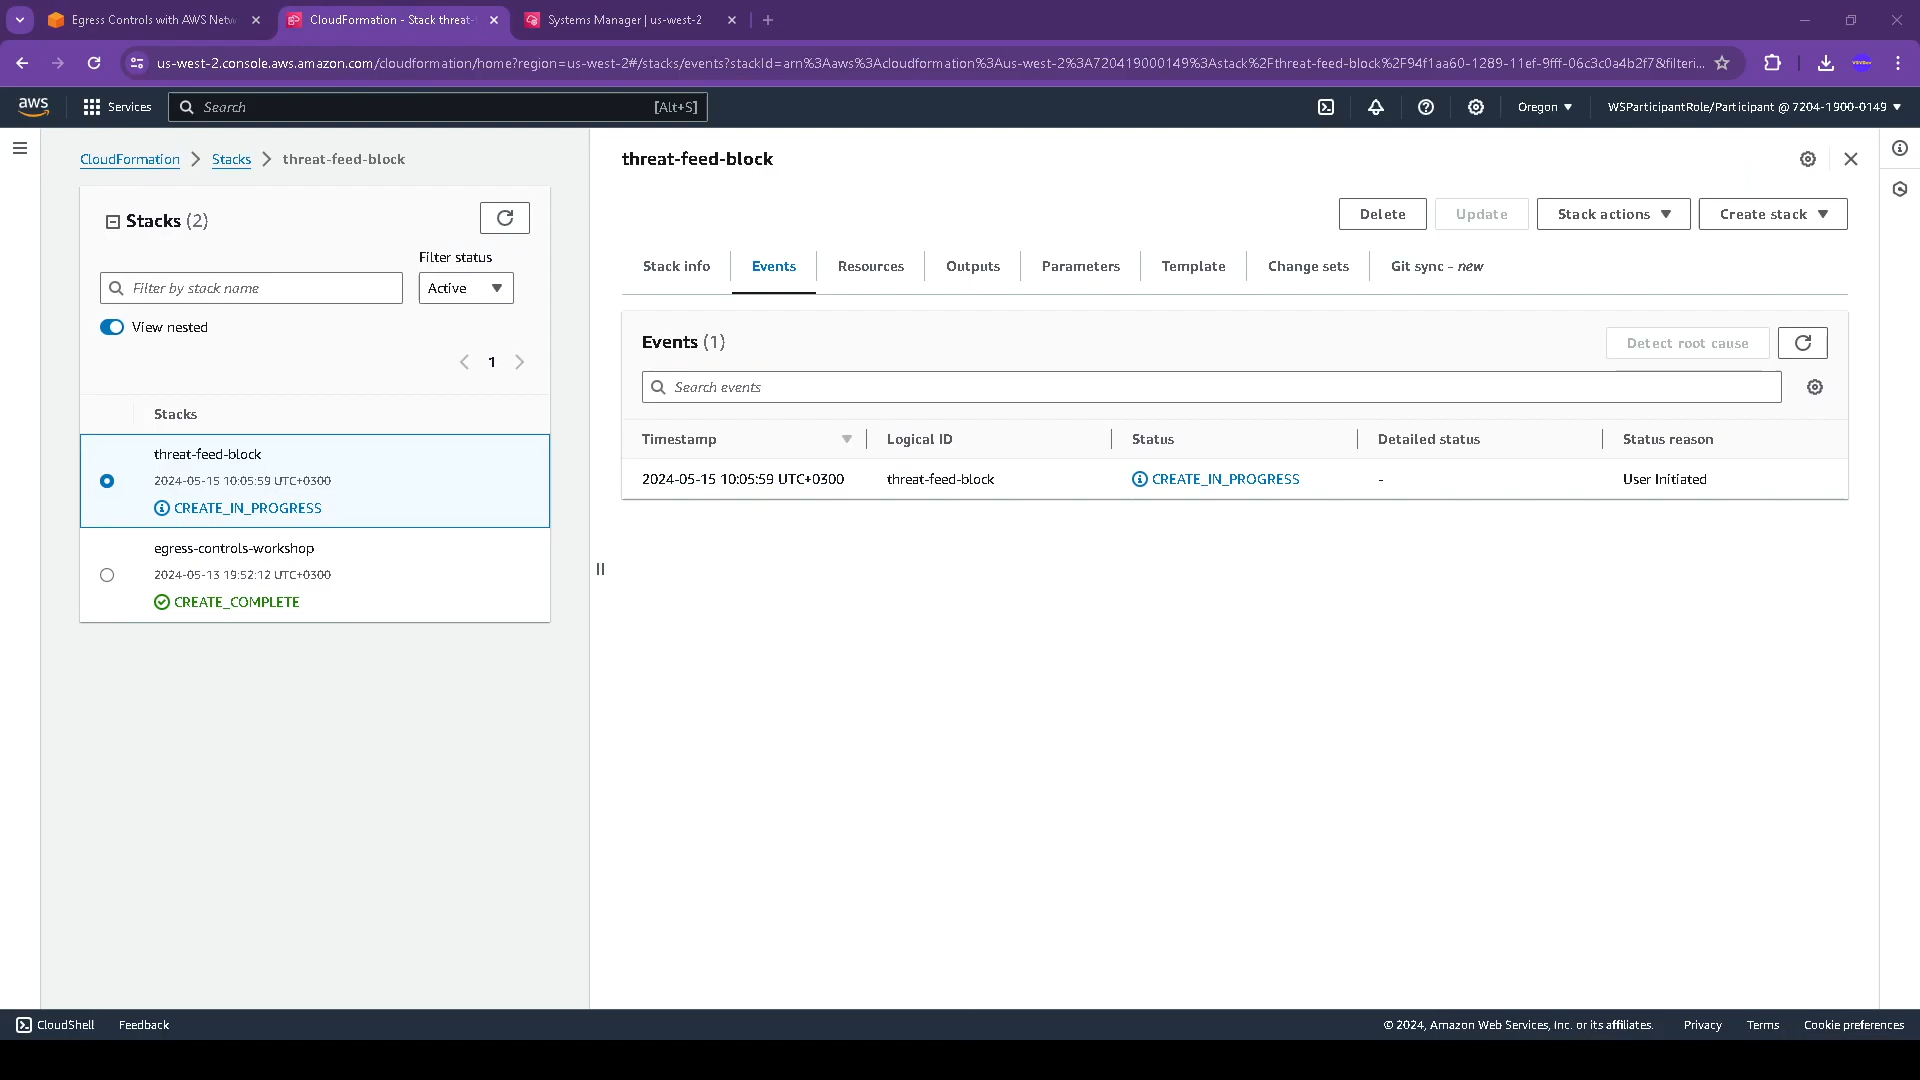 Egress Controls with AWS Netw
CloudFormation - Stack threat-
Systems Manager | us-west-2
us-west-2.console.aws.amazon.com/cloudformation/home?region=us-west-2#/stacks/events?stackId=arn%3Aaws%3Acloudformation%3Aus-west-2%3A720419000149%3Astack%2Fthreat-feed-block%2F94f1aa60-1289-11ef-9fff-06c3c0a4b2f7&filteri...
aws
Services
Search
[Alt+S]
Oregon
WSParticipantRole/Participant @ 7204-1900-0149
CloudFormation
Stacks
threat-feed-block
Stacks (2)
Filter status
Filter by stack name
Active
View nested
1
Stacks
threat-feed-block
2024-05-15 10:05:59 UTC+0300
CREATE_IN_PROGRESS
egress-controls-workshop
2024-05-13 19:52:12 UTC+0300
CREATE_COMPLETE
threat-feed-block
Delete
Update
Stack actions
Create stack
Stack info
Events
Resources
Outputs
Parameters
Template
Change sets
Git sync - new
Events (1)
Detect root cause
Search events
Timestamp
Logical ID
Status
Detailed status
Status reason
2024-05-15 10:05:59 UTC+0300
threat-feed-block
CREATE_IN_PROGRESS
-
User Initiated
CloudShell
Feedback
© 2024, Amazon Web Services, Inc. or its affiliates.
Privacy
Terms
Cookie preferences